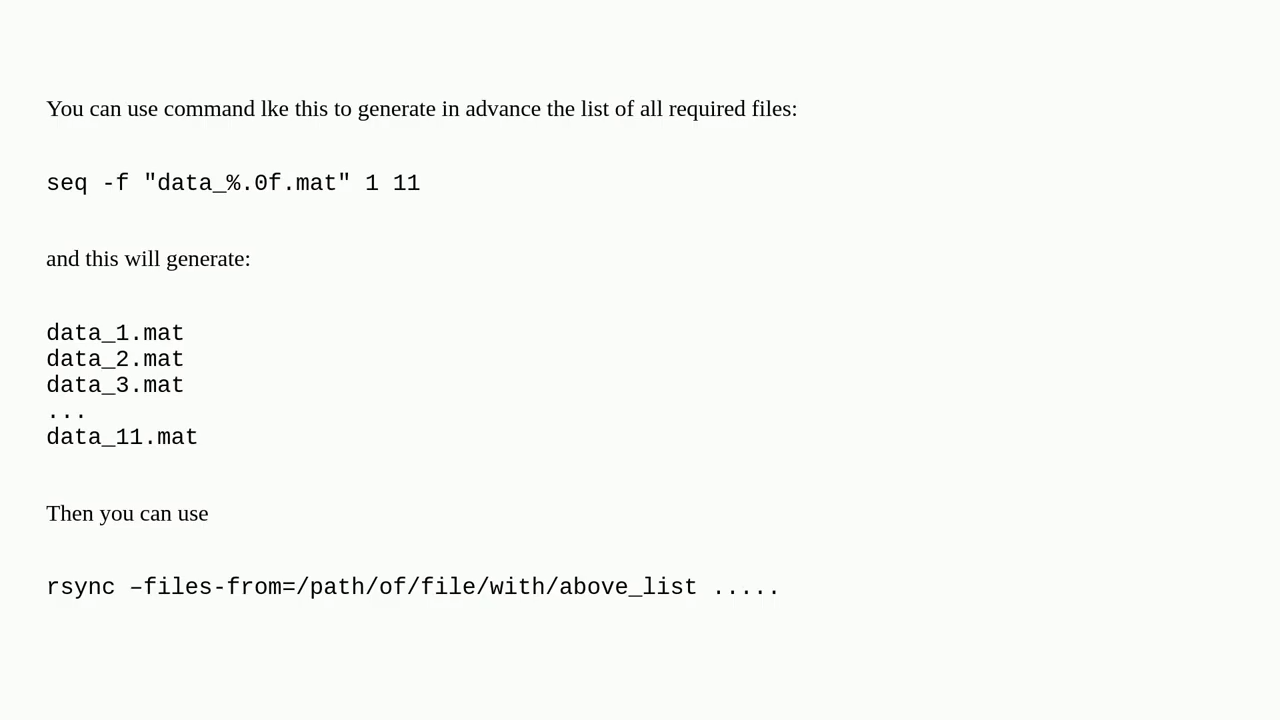 You can use command lke this to generate in advance the list of all required files:
seq -f "data_%.0f.mat" 1 11
and this will generate:
data_1.mat
data_2.mat
data_3.mat
...
data_11.mat
Then you can use
rsync –files-from=/path/of/file/with/above_list .....